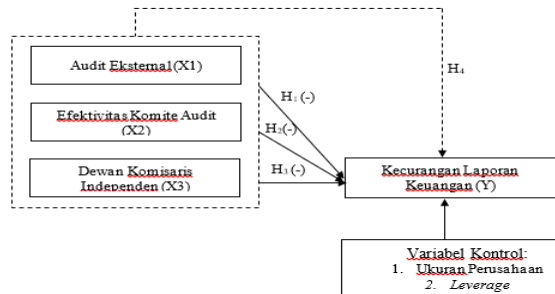 Audit Eksternal (X1)
Efektivitas Komite Audit
(X2)
Dewan Komisaris
Independen (X3)
H1 (-)
H2(-)
H3 (-)
H4
Kecurangan Laporan
Keuangan (Y)
Variabel Kontrol:
1. Ukuran Perusahaan
2. Leverage